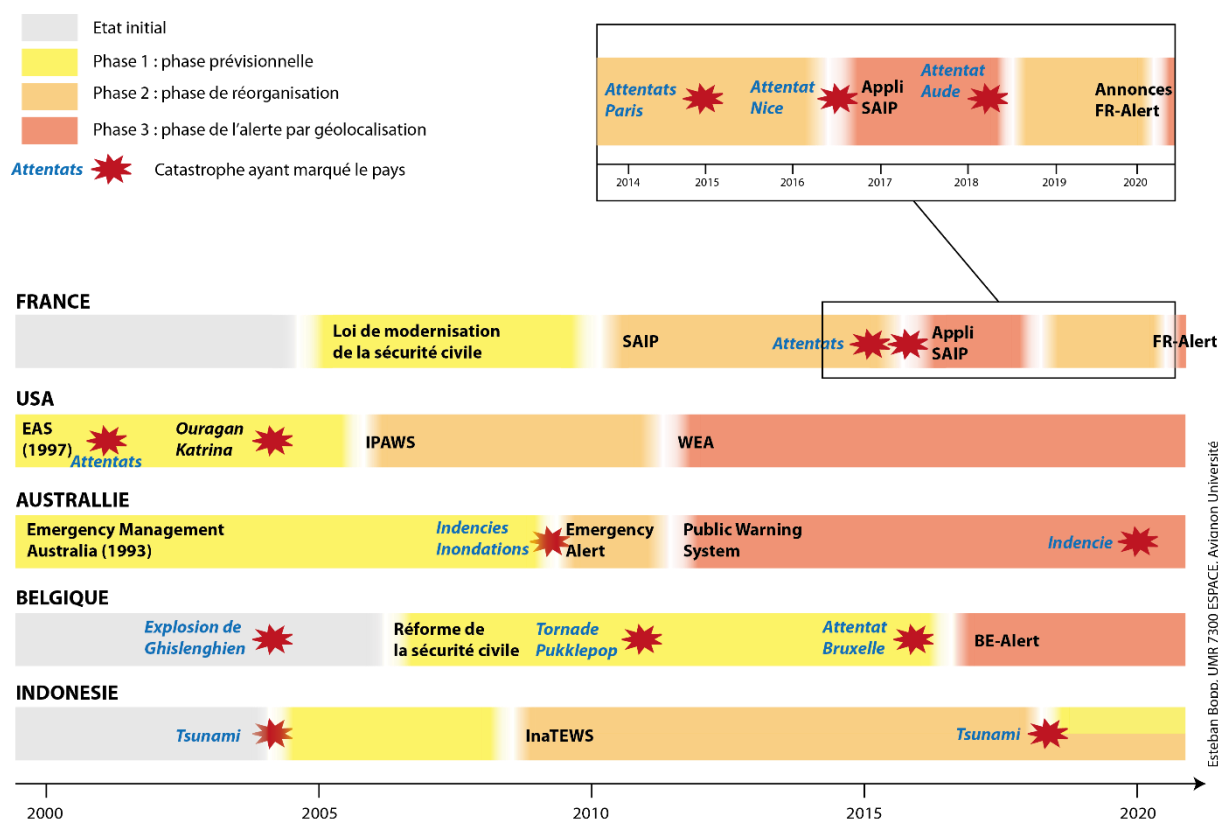 Etat initial
Phase 1 : phase prévisionnelle
Phase 2 : phase de réorganisation
Phase 3 : phase de l'alerte par géolocalisation
Attentats
Catastrophe ayant marqué le pays
Attentats
Paris
Attentat
Nice
Appli
SAIP
Attentat
Aude
Annonces
FR-Alert
2014
2015
2016
2017
2018
2019
2020
FRANCE
Loi de modernisation
de la sécurité civile
SAIP
Attentats
Appli
SAIP
FR-Alert
USA
EAS
(1997)
Attentats
Ouragan
Katrina
IPAWS
WEA
AUSTRALLIE
Emergency Management
Australia (1993)
Indencies
Inondations
Emergency
Alert
Public Warning
System
Indencie
BELGIQUE
Explosion de
Ghislenghien
Réforme de
la sécurité civile
Tornade
Pukklepop
Attentat
Bruxelle
BE-Alert
INDONESIE
Tsunami
InaTEWS
Tsunami
2000
2005
2010
2015
2020
Esteban Bopp, UMR 7300 ESPACE, Avignon Université